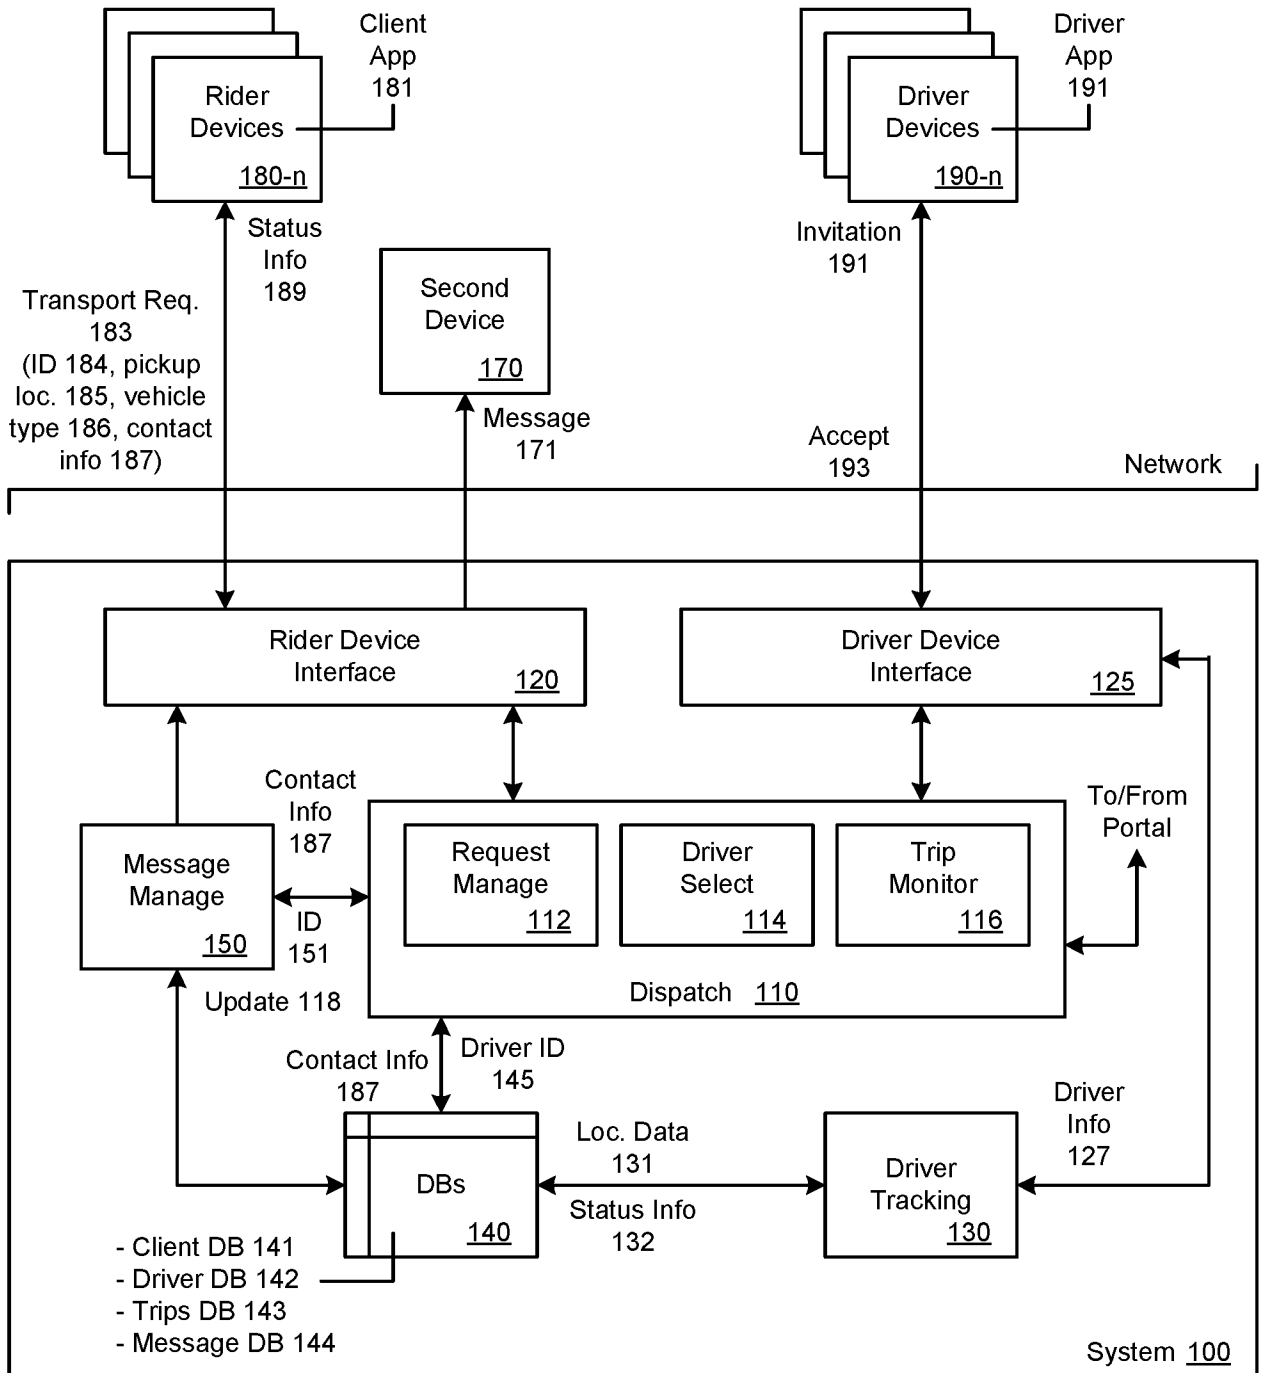 Client
App
181
Driver
App
191
Rider
Devices
180-n
Driver
Devices
190-n
Status
Info
189
Invitation
191
Second
Device
170
Transport Req.
183
(ID 184, pickup
loc. 185, vehicle
type 186, contact
info 187)
Message
171
Accept
193
Network
Rider Device
Interface
120
Driver Device
Interface
125
Contact
Info
187
To/From
Portal
Message
Manage
150
ID
151
Request
Manage
112
Driver
Select
114
Trip
Monitor
116
Dispatch 110
Update 118
Contact Info
187
Driver ID
145
Driver
Info
127
Loc. Data
131
Status Info
132
DBs
140
Driver
Tracking
130
- Client DB 141
- Driver DB 142
- Trips DB 143
- Message DB 144
System 100